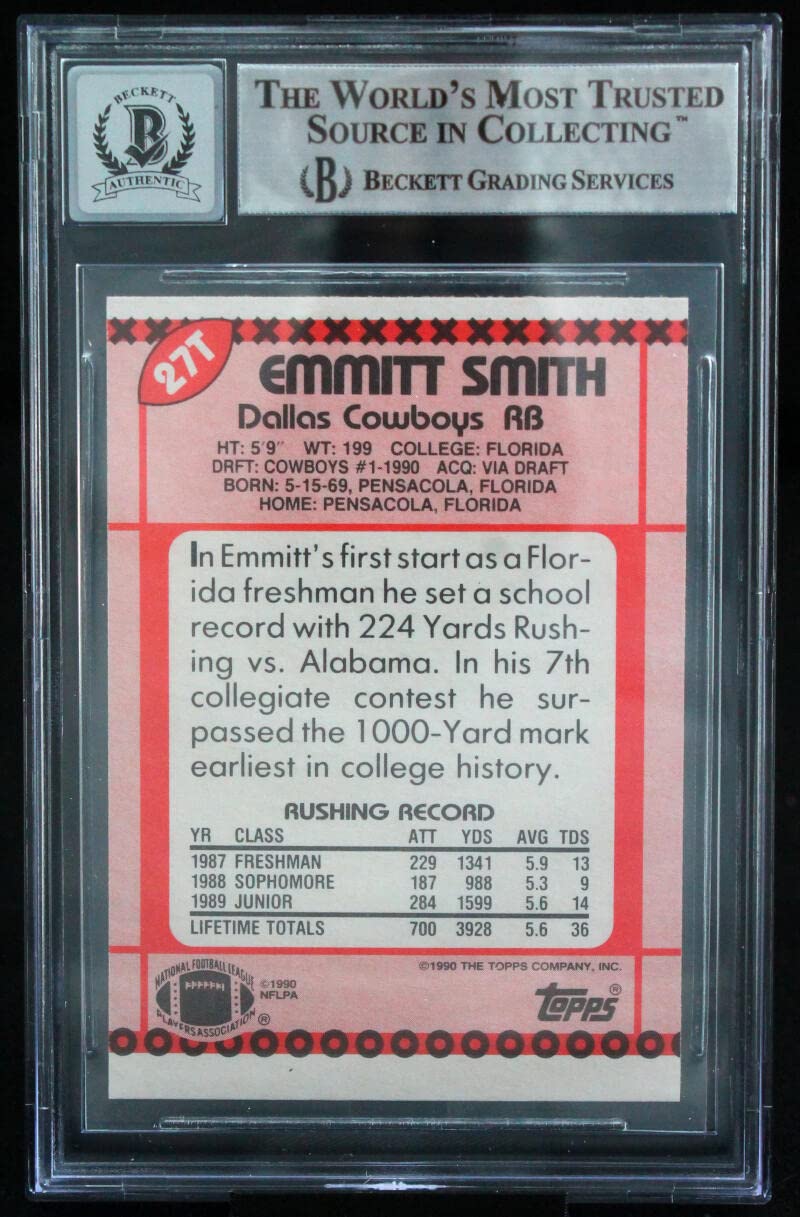 BECKETT
B
AUTHENTIC
THE WORLD'S MOST TRUSTED
SOURCE IN COLLECTING™
B BECKETT GRADING SERVICES
27T
EMMITT SMITH
Dallas Cowboys RB
HT: 5'9" WT: 199 COLLEGE: FLORIDA
DRFT: COWBOYS #1-1990 ACQ: VIA DRAFT
BORN: 5-15-69, PENSACOLA, FLORIDA
HOME: PENSACOLA, FLORIDA
In Emmitt's first start as a Flor-
ida freshman he set a school
record with 224 Yards Rush-
ing vs. Alabama. In his 7th
collegiate contest he sur-
passed the 1000-Yard mark
earliest in college history.
RUSHING RECORD
YR CLASS ATT YDS AVG TDS
1987 FRESHMAN 229 1341 5.9 13
1988 SOPHOMORE 187 988 5.3 9
1989 JUNIOR 284 1599 5.6 14
LIFETIME TOTALS 700 3928 5.6 36
©1990 THE TOPPS COMPANY, INC.
NATIONAL FOOTBALL LEAGUE
PLAYERS ASSOCIATION ®
©1990
NFLPA
Topps®